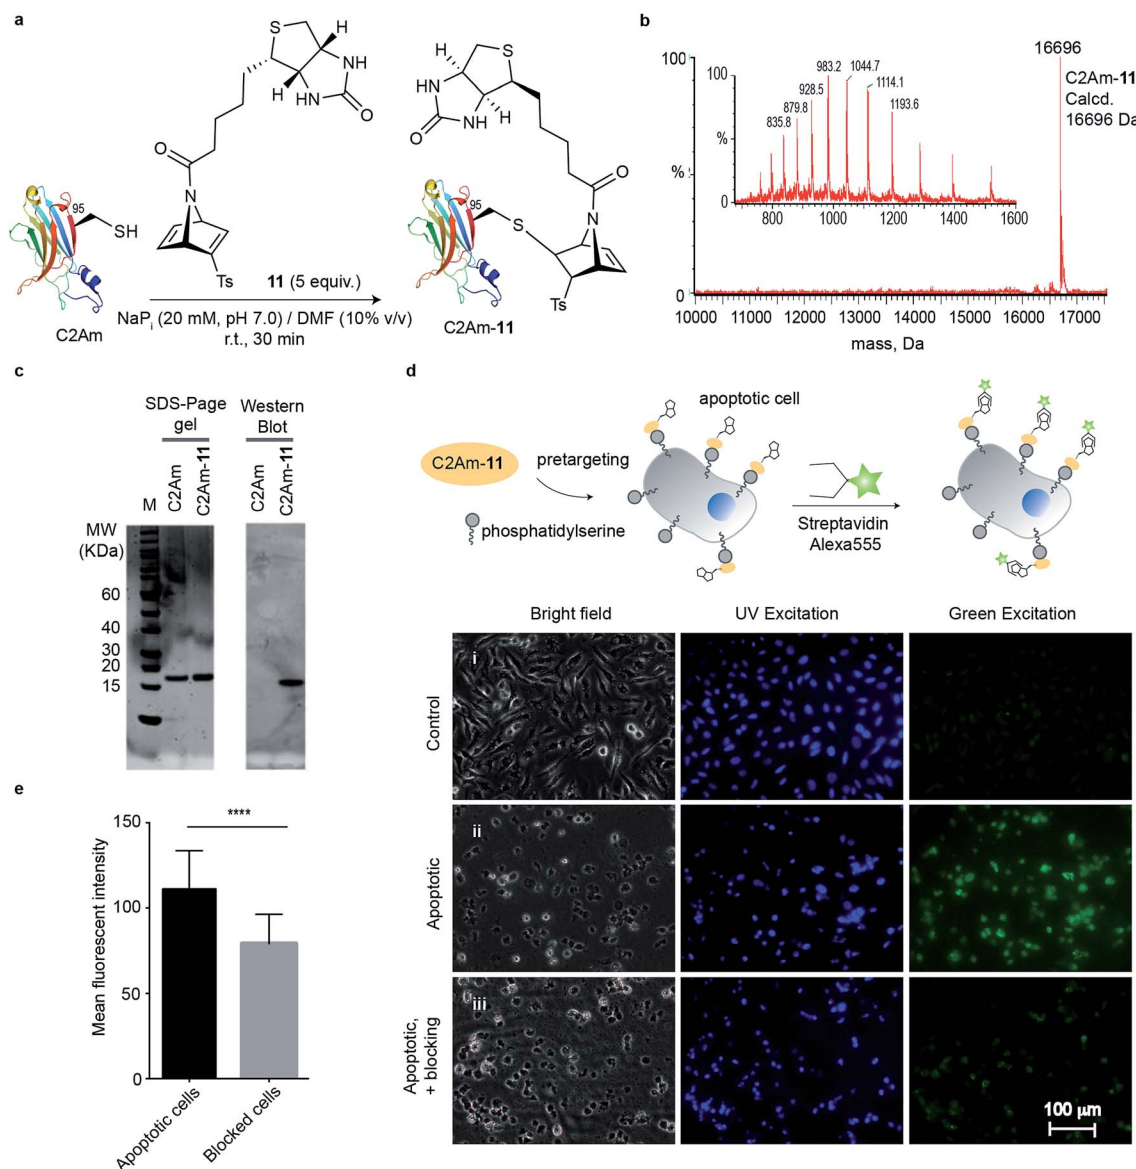 a
S
H
H
NH
HN
O
O
N
95
SH
Ts
11 (5 equiv.)
NaPi (20 mM, pH 7.0) / DMF (10% v/v)
r.t., 30 min
C2Am
H
S
HN
NH
H
O
O
N
95
S
Ts
C2Am-11
b
100
%
0
16696
C2Am-11
Calcd.
16696 Da
100
%
0
835.8
879.8
928.5
983.2
1044.7
1114.1
1193.6
800 1000 1200 1400 1600
10000 11000 12000 13000 14000 15000 16000 17000
mass, Da
c
SDS-Page
gel
Western
Blot
M
C2Am
C2Am-11
C2Am
C2Am-11
MW
(KDa)
60
40
30
20
15
d
apoptotic cell
C2Am-11
pretargeting
phosphatidylserine
Streptavidin
Alexa555
Bright field
UV Excitation
Green Excitation
Control
i
Apoptotic
ii
Apoptotic,
+ blocking
iii
100 μm
e
****
Mean fluorescent intensity
150
100
50
0
Apoptotic cells
Blocked cells